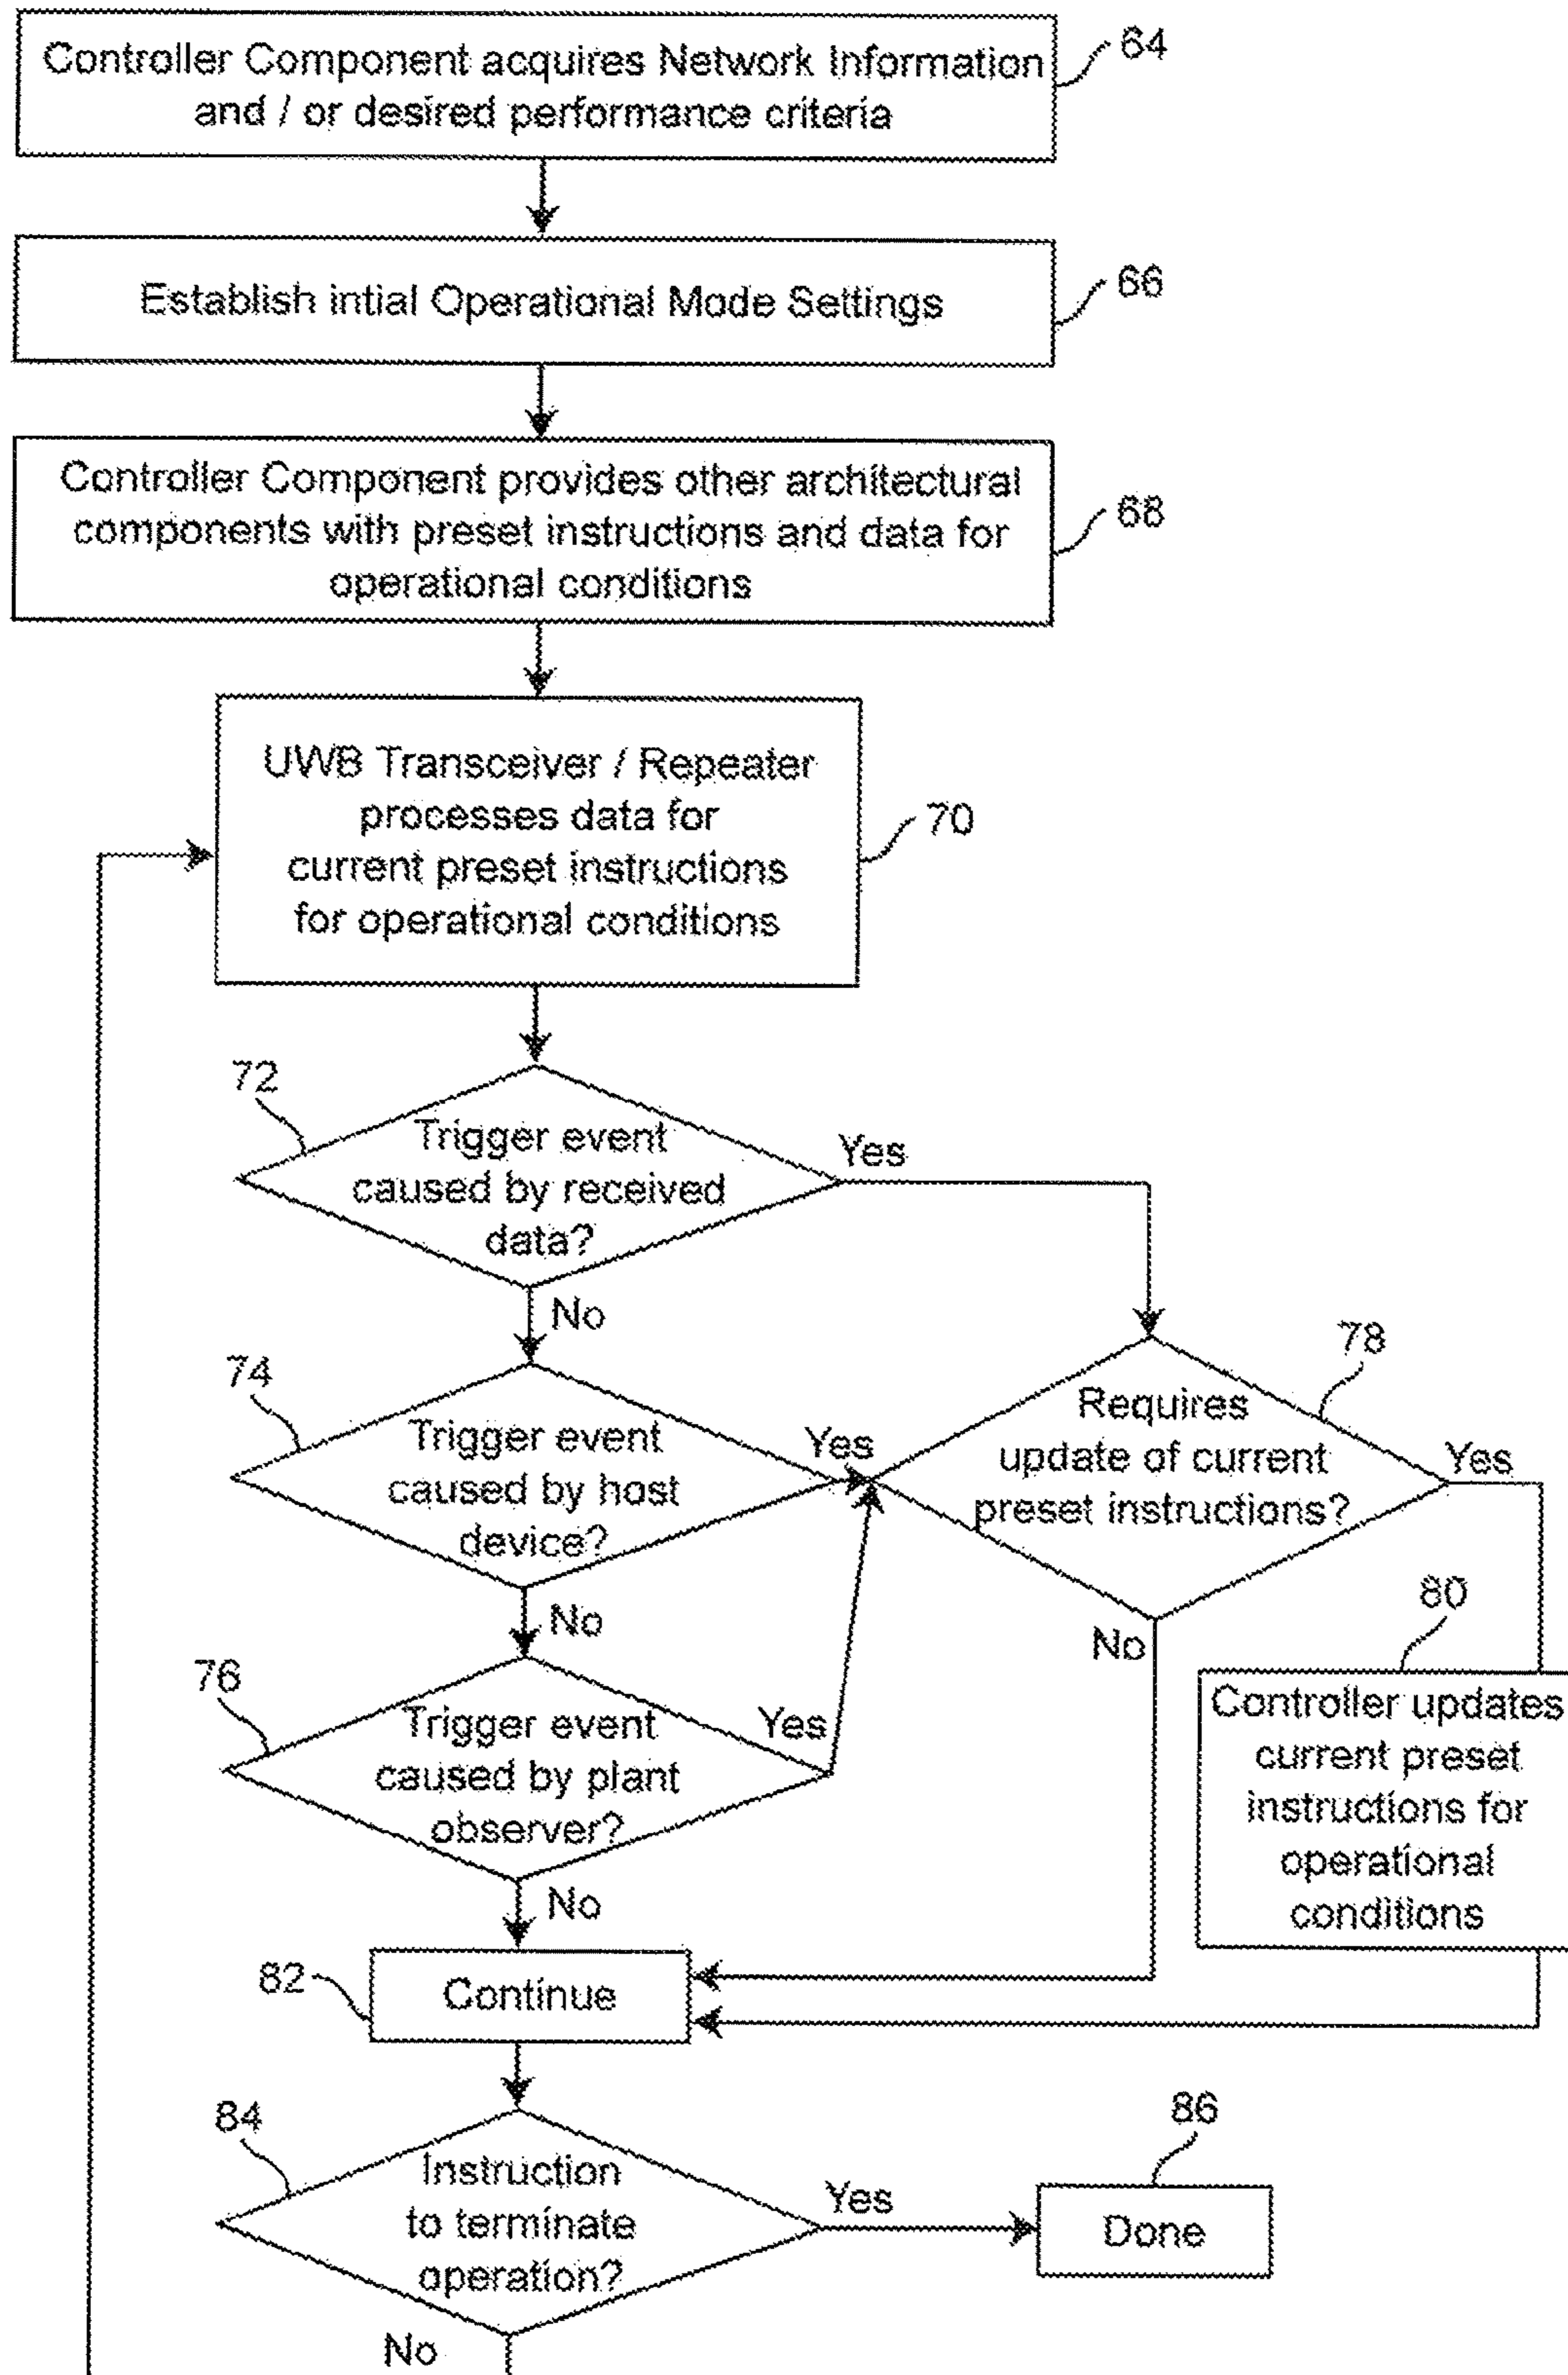 Controller Component acquires Network Information
and / or desired performance criteria
64
Establish intial Operational Mode Settings
66
Controller Component provides other architectural
components with preset instructions and data for
operational conditions
68
UWB Transceiver / Repeater
processes data for
current preset instructions
for operational conditions
70
72
Trigger event
caused by received
data?
Yes
No
74
Trigger event
caused by host
device?
Yes
No
78
Requires
update of current
preset instructions?
Yes
No
76
Trigger event
caused by plant
observer?
Yes
No
80
Controller updates
current preset
instructions for
operational
conditions
82
Continue
84
Instruction
to terminate
operation?
Yes
No
86
Done